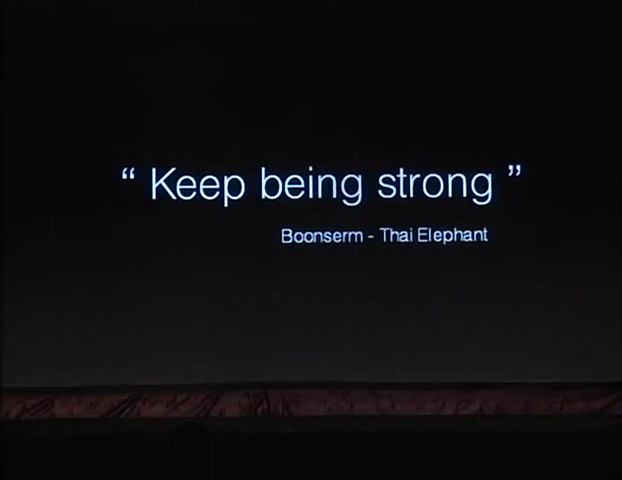 “ Keep being strong ”
Boonserm - Thai Elephant